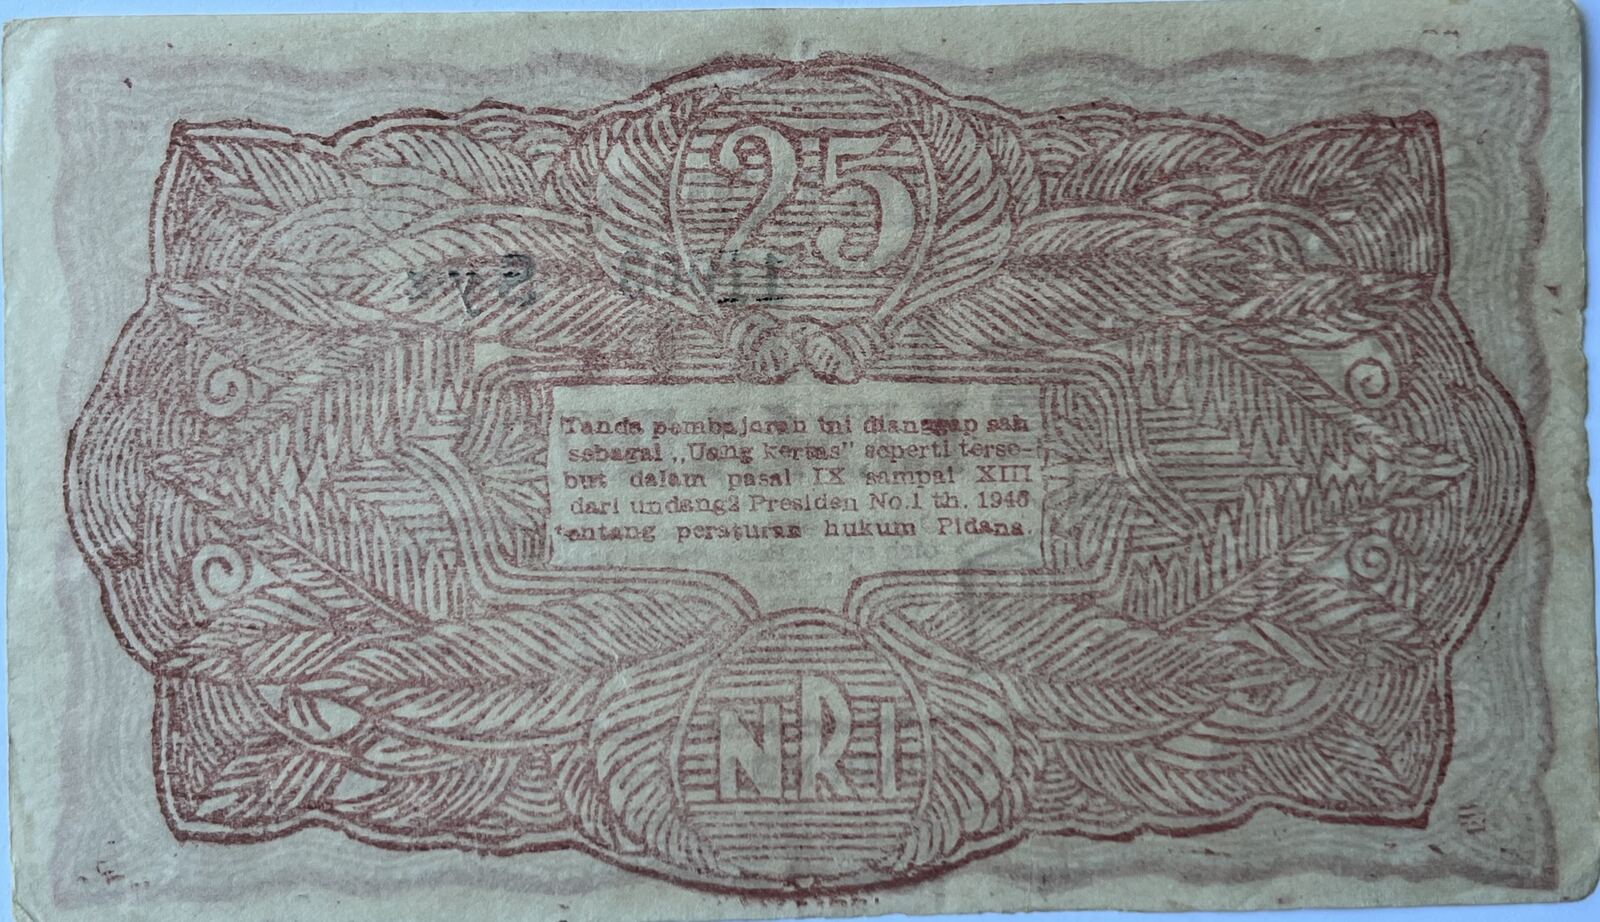 25
Tanda pembajaran ini dianggap sah
sebagai „Uang kertas" seperti terse-
but dalam pasal IX sampai XIII
dari undang2 Presiden No.1 th. 1946
tentang peraturan hukum Pidana.
NRI